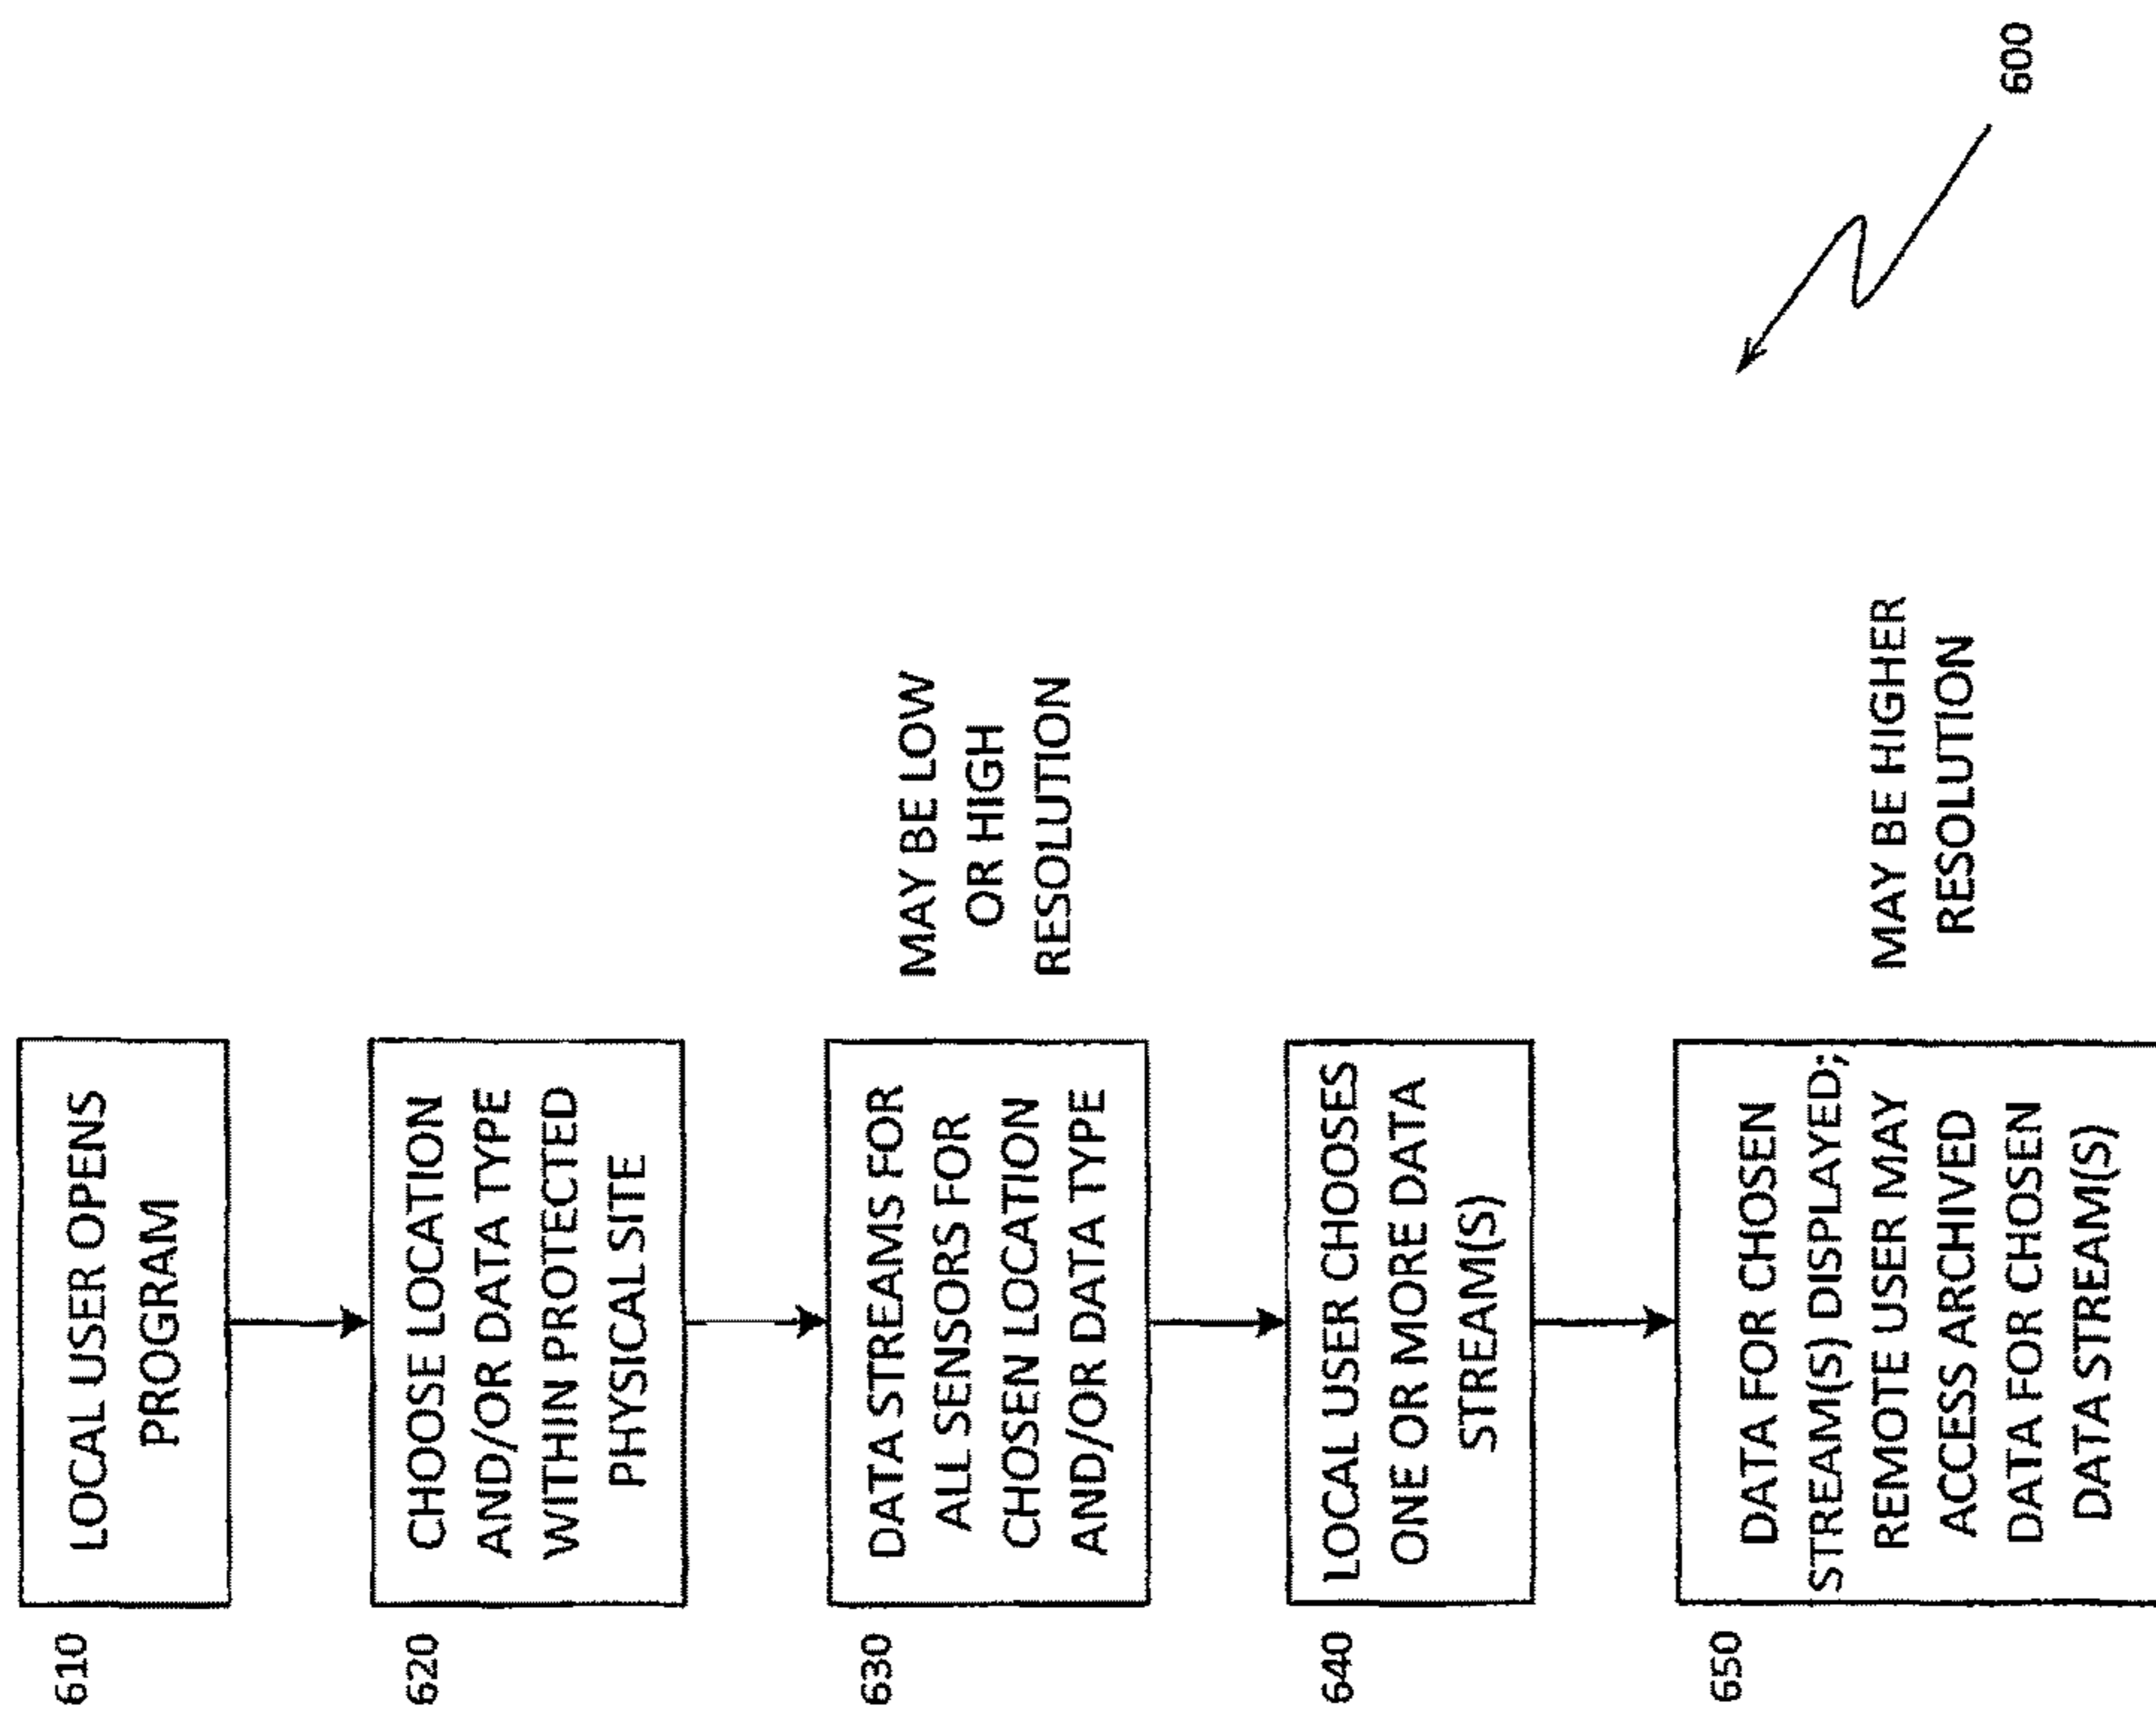 610
LOCAL USER OPENS
PROGRAM
620
CHOOSE LOCATION
AND/OR DATA TYPE
WITHIN PROTECTED
PHYSICAL SITE
630
DATA STREAMS FOR
ALL SENSORS FOR
CHOSEN LOCATION
AND/OR DATA TYPE
MAY BE LOW
OR HIGH
RESOLUTION
640
LOCAL USER CHOOSES
ONE OR MORE DATA
STREAM(S)
650
DATA FOR CHOSEN
STREAM(S) DISPLAYED;
REMOTE USER MAY
ACCESS ARCHIVED
DATA FOR CHOSEN
DATA STREAM(S)
MAY BE HIGHER
RESOLUTION
600